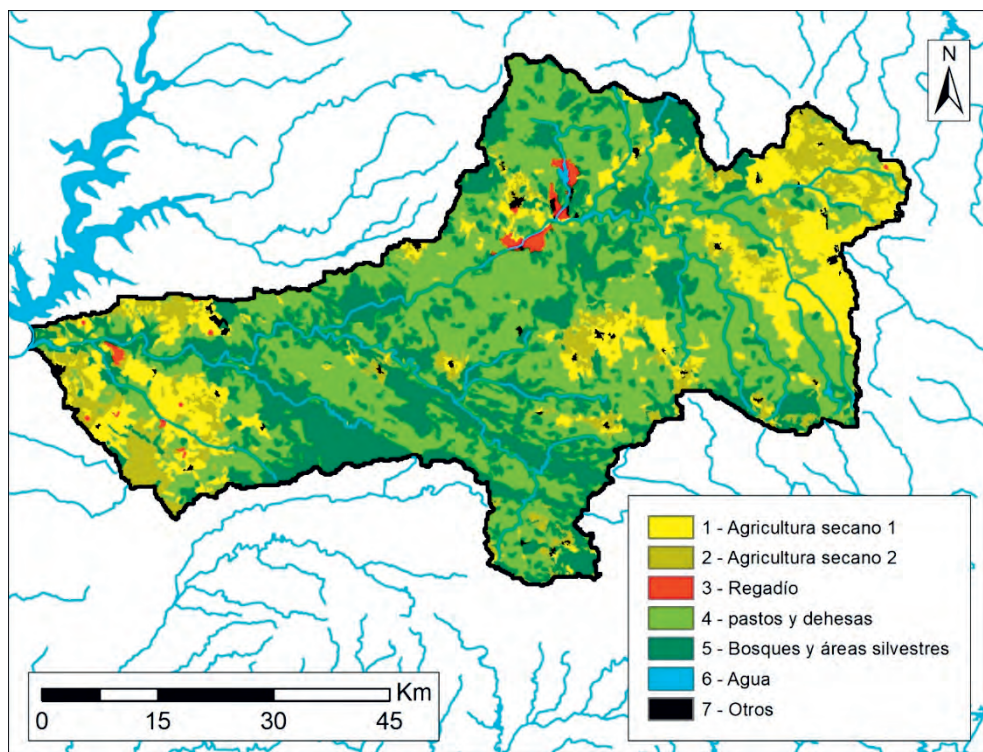 N
1 - Agricultura secano 1
2 - Agricultura secano 2
3 - Regadío
4 - pastos y dehesas
5 - Bosques y áreas silvestres
6 - Agua
7 - Otros
Km
0 15 30 45